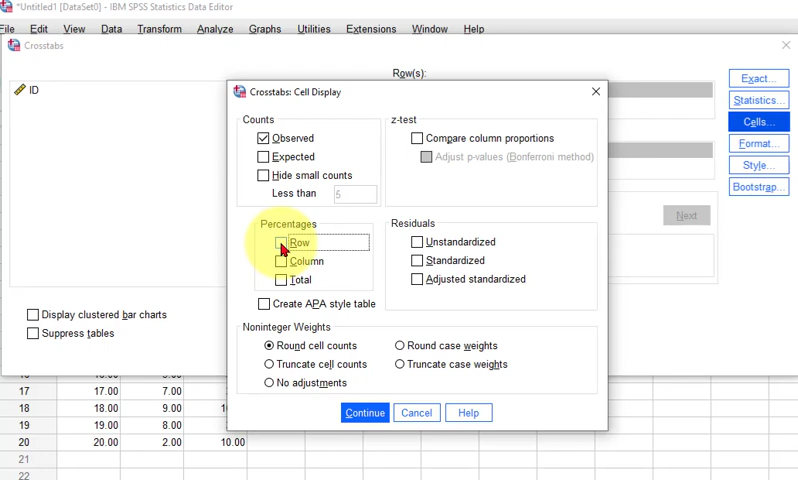 *Untitled1 [DataSet0] - IBM SPSS Statistics Data Editor
File Edit View Data Transform Analyze Graphs Utilities Extensions Window Help
Crosstabs
Row(s):
ID
Exact...
Statistics...
Cells...
Format...
Style...
Bootstrap...
Next
Display clustered bar charts
Suppress tables
Crosstabs: Cell Display
Counts
Observed
Expected
Hide small counts
Less than 5
z-test
Compare column proportions
Adjust p-values (Bonferroni method)
Percentages
Row
Column
Total
Residuals
Unstandardized
Standardized
Adjusted standardized
Create APA style table
Noninteger Weights
Round cell counts Round case weights
Truncate cell counts Truncate case weights
No adjustments
Continue Cancel Help
17 17.00 7.00
18 18.00 9.00
19 19.00 8.00
20 20.00 2.00 10.00
21
22